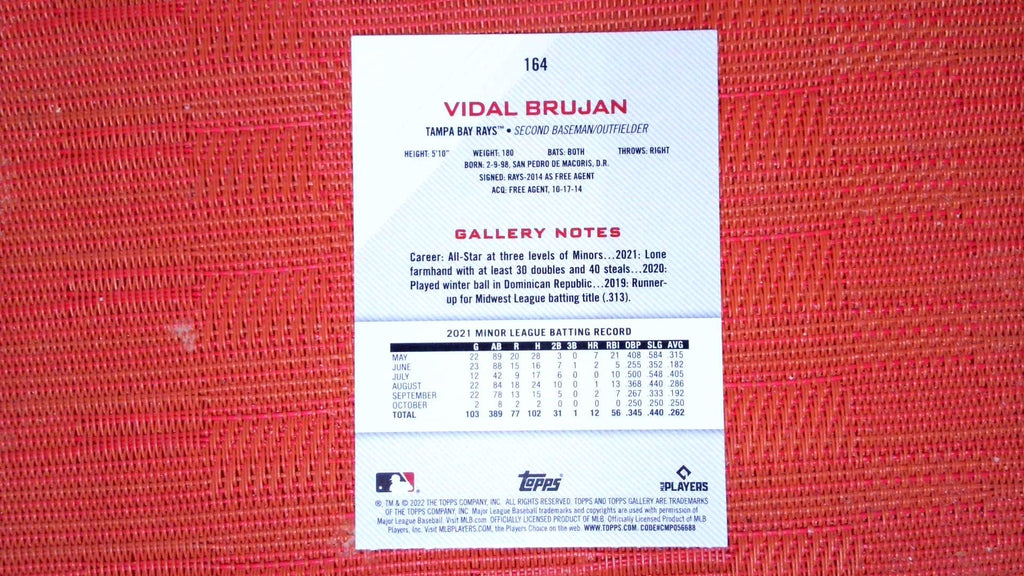 164
VIDAL BRUJAN
TAMPA BAY RAYS™ • SECOND BASEMAN/OUTFIELDER
HEIGHT: 5'10" WEIGHT: 180 BATS: BOTH THROWS: RIGHT
BORN: 2-9-98, SAN PEDRO DE MACORIS, D.R.
SIGNED: RAYS-2014 AS FREE AGENT
ACQ: FREE AGENT, 10-17-14
GALLERY NOTES
Career: All-Star at three levels of Minors...2021: Lone
farmhand with at least 30 doubles and 40 steals...2020:
Played winter ball in Dominican Republic...2019: Runner-
up for Midwest League batting title (.313).
2021 MINOR LEAGUE BATTING RECORD
G AB R H 2B 3B HR RBI OBP SLG AVG
MAY 22 89 20 28 3 0 7 21 .408 .584 .315
JUNE 23 88 15 16 7 1 2 5 .255 .352 .182
JULY 12 42 9 17 6 0 0 10 .500 .548 .405
AUGUST 22 84 18 24 10 0 1 13 .368 .440 .286
SEPTEMBER 22 78 13 15 5 0 2 7 .267 .333 .192
OCTOBER 2 8 2 2 0 0 0 0 .250 .250 .250
TOTAL 103 389 77 102 31 1 12 56 .345 .440 .262
Topps
MLB PLAYERS
®, TM & © 2022 THE TOPPS COMPANY, INC. ALL RIGHTS RESERVED. TOPPS AND TOPPS GALLERY ARE TRADEMARKS
OF THE TOPPS COMPANY, INC. Major League Baseball trademarks and copyrights are used with permission of
Major League Baseball. Visit MLB.com. OFFICIALLY LICENSED PRODUCT OF MLB. Officially Licensed Product of MLB
Players, Inc. Visit MLBPLAYERS.COM, the Players Choice on the web. WWW.TOPPS.COM. CODE#CMP056688